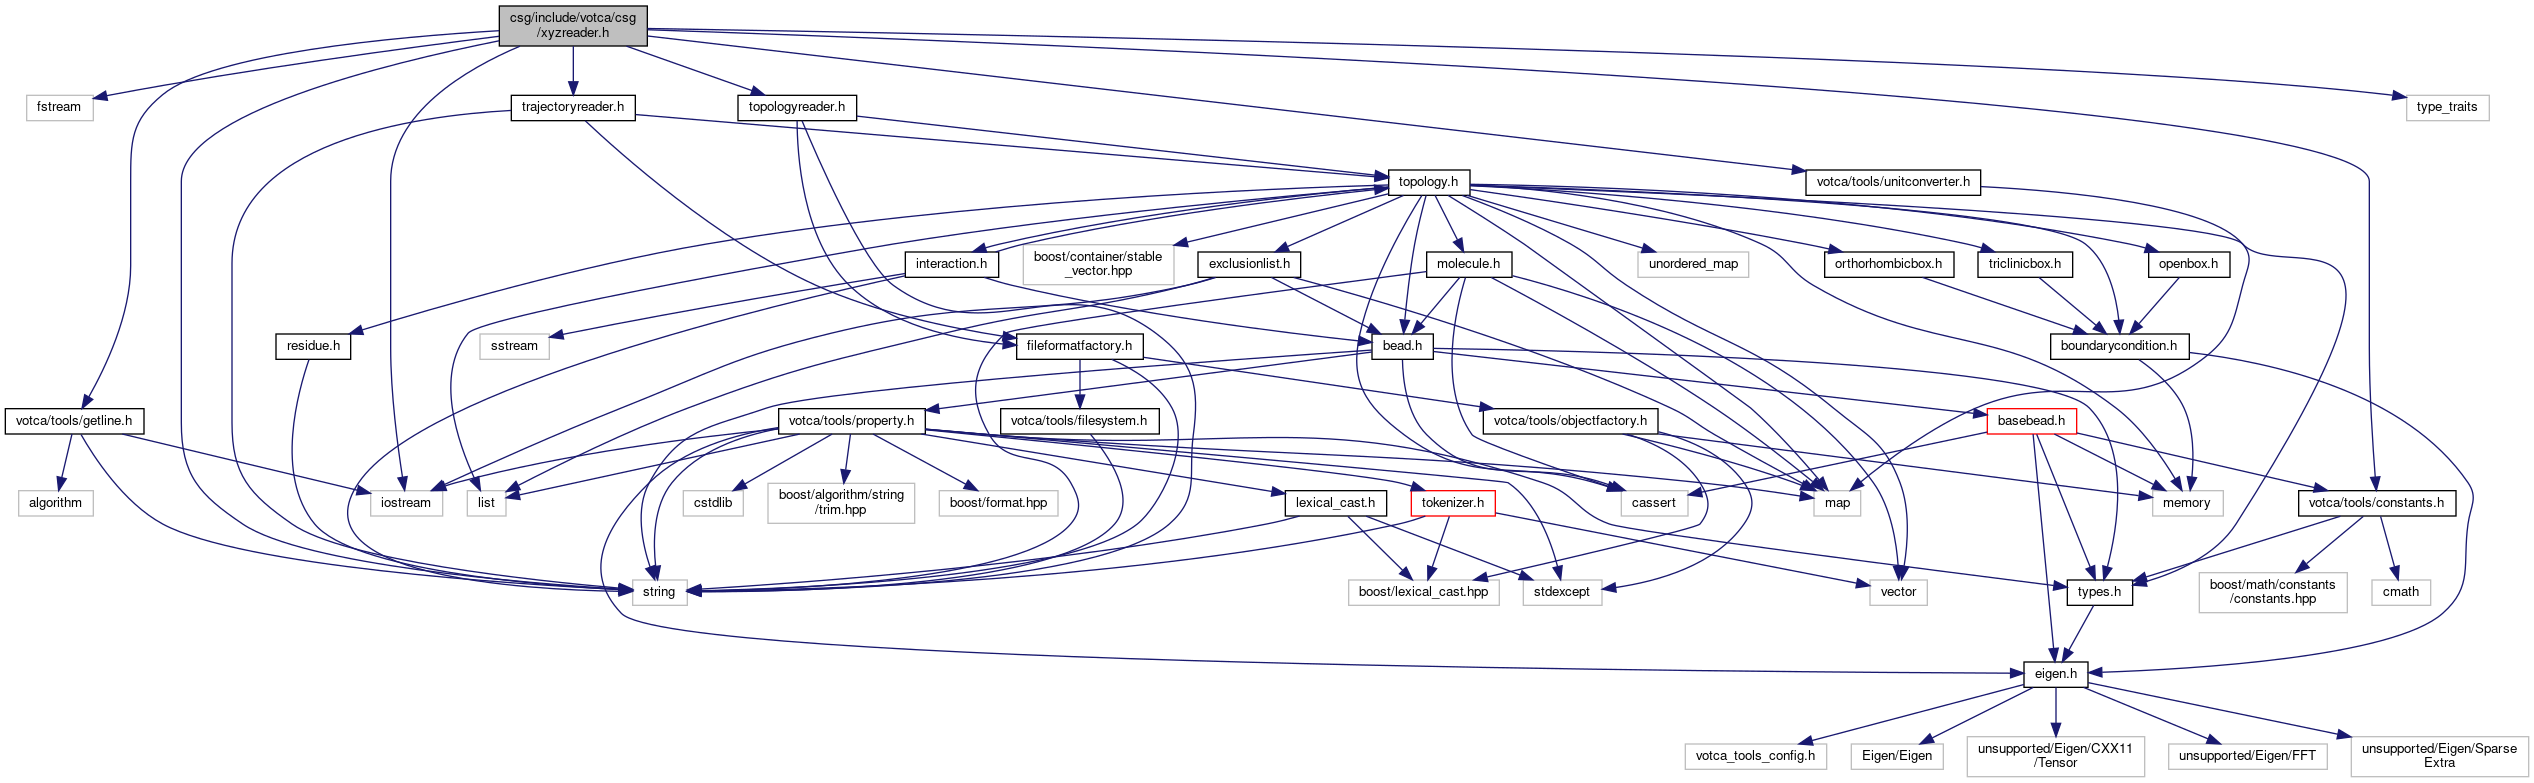 csg/include/votca/csg
/xyzreader.h
fstream
trajectoryreader.h
topologyreader.h
type_traits
topology.h
votca/tools/unitconverter.h
interaction.h
boost/container/stable
_vector.hpp
exclusionlist.h
molecule.h
unordered_map
orthorhombicbox.h
triclinicbox.h
openbox.h
residue.h
sstream
fileformatfactory.h
bead.h
boundarycondition.h
votca/tools/getline.h
votca/tools/property.h
votca/tools/filesystem.h
votca/tools/objectfactory.h
basebead.h
algorithm
iostream
list
cstdlib
boost/algorithm/string
/trim.hpp
boost/format.hpp
lexical_cast.h
tokenizer.h
cassert
map
memory
votca/tools/constants.h
string
boost/lexical_cast.hpp
stdexcept
vector
types.h
boost/math/constants
/constants.hpp
cmath
eigen.h
votca_tools_config.h
Eigen/Eigen
unsupported/Eigen/CXX11
/Tensor
unsupported/Eigen/FFT
unsupported/Eigen/Sparse
Extra